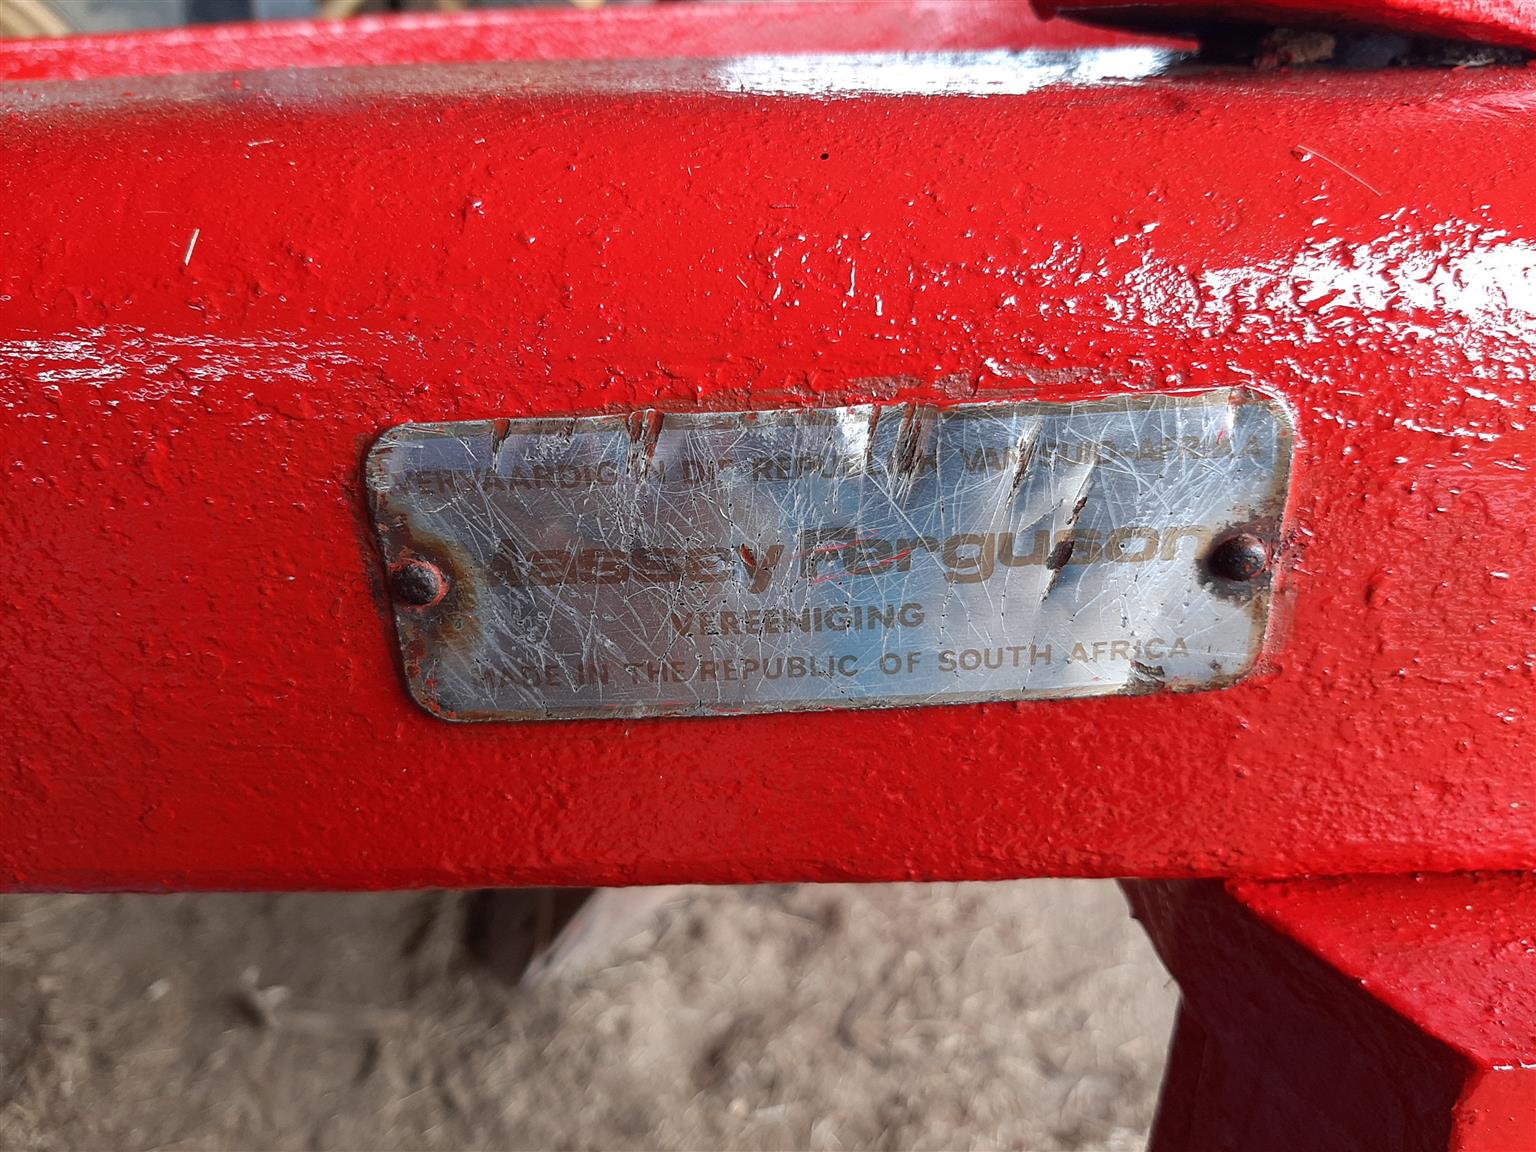 VERVAARDIG IN DIE REPUBLIEK VAN SUID-AFRIKA
Massey Ferguson
VEREENIGING
MADE IN THE REPUBLIC OF SOUTH AFRICA